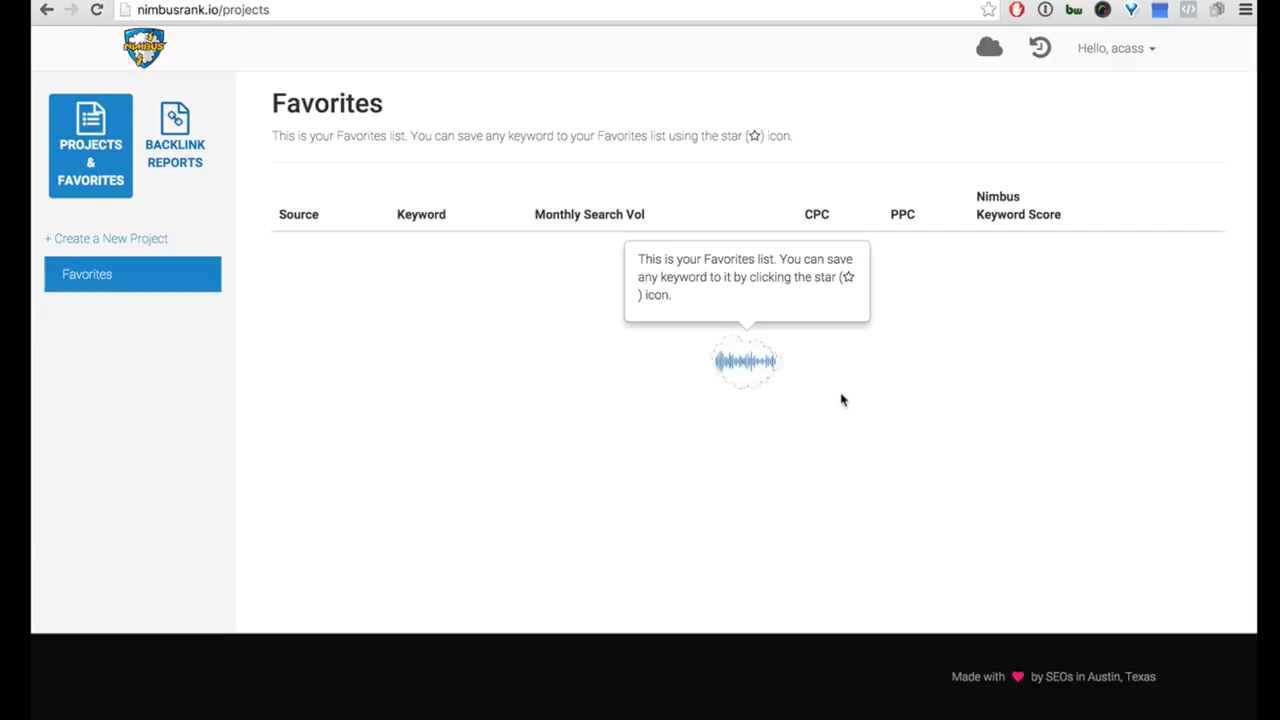 nimbusrank.io/projects
bw
NIMBUS
Hello, acass
PROJECTS
&
FAVORITES
BACKLINK
REPORTS
+ Create a New Project
Favorites
Favorites
This is your Favorites list. You can save any keyword to your Favorites list using the star (☆) icon.
Source Keyword Monthly Search Vol CPC PPC Nimbus
Keyword Score
This is your Favorites list. You can save
any keyword to it by clicking the star (☆
) icon.
Made with ♥ by SEOs in Austin, Texas